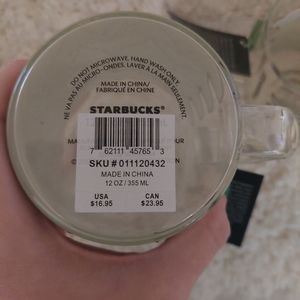 DO NOT MICROWAVE, HAND WASH ONLY
NE VA PAS AU MICRO-ONDES. LAVER À LA MAIN SEULEMENT.
MADE IN CHINA/
FABRIQUÉ EN CHINE
STARBUCKS®
7 62111 45765 3
SKU # 011120432
MADE IN CHINA
12 OZ / 355 ML
USA
$16.95
CAN
$23.95